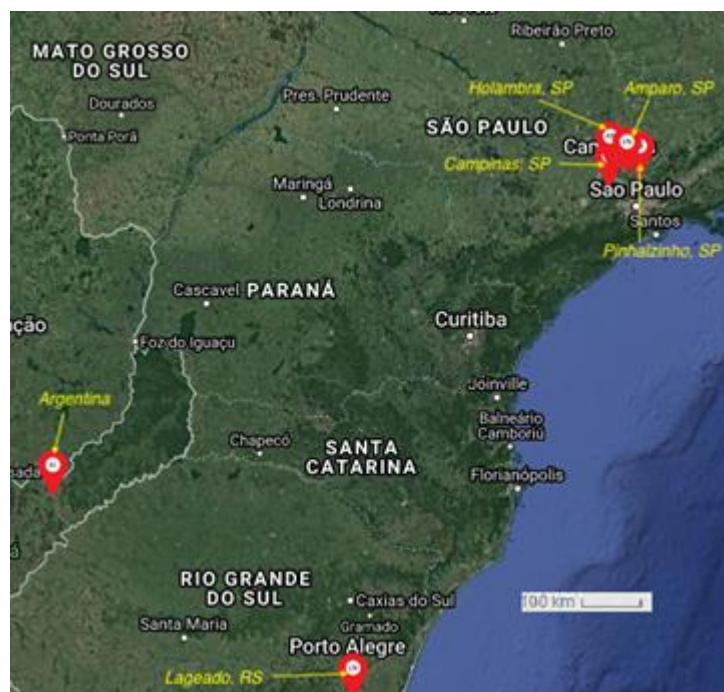 Ribeirão Preto
MATO GROSSO
DO SUL
Holambra, SP
Amparo, SP
Dourados
Pres. Prudente
SÃO PAULO
Ponta Porã
Campinas, SP
Maringá
Londrina
São Paulo
Santos
Pinhalzinho, SP
Cascavel
PARANÁ
Curitiba
Foz do Iguaçu
Argentina
Joinville
Balneário
Camboriú
Chapecó
SANTA
CATARINA
Florianópolis
RIO GRANDE
DO SUL
Caxias do Sul
100 km
Santa Maria
Gramado
Porto Alegre
Lageado, RS